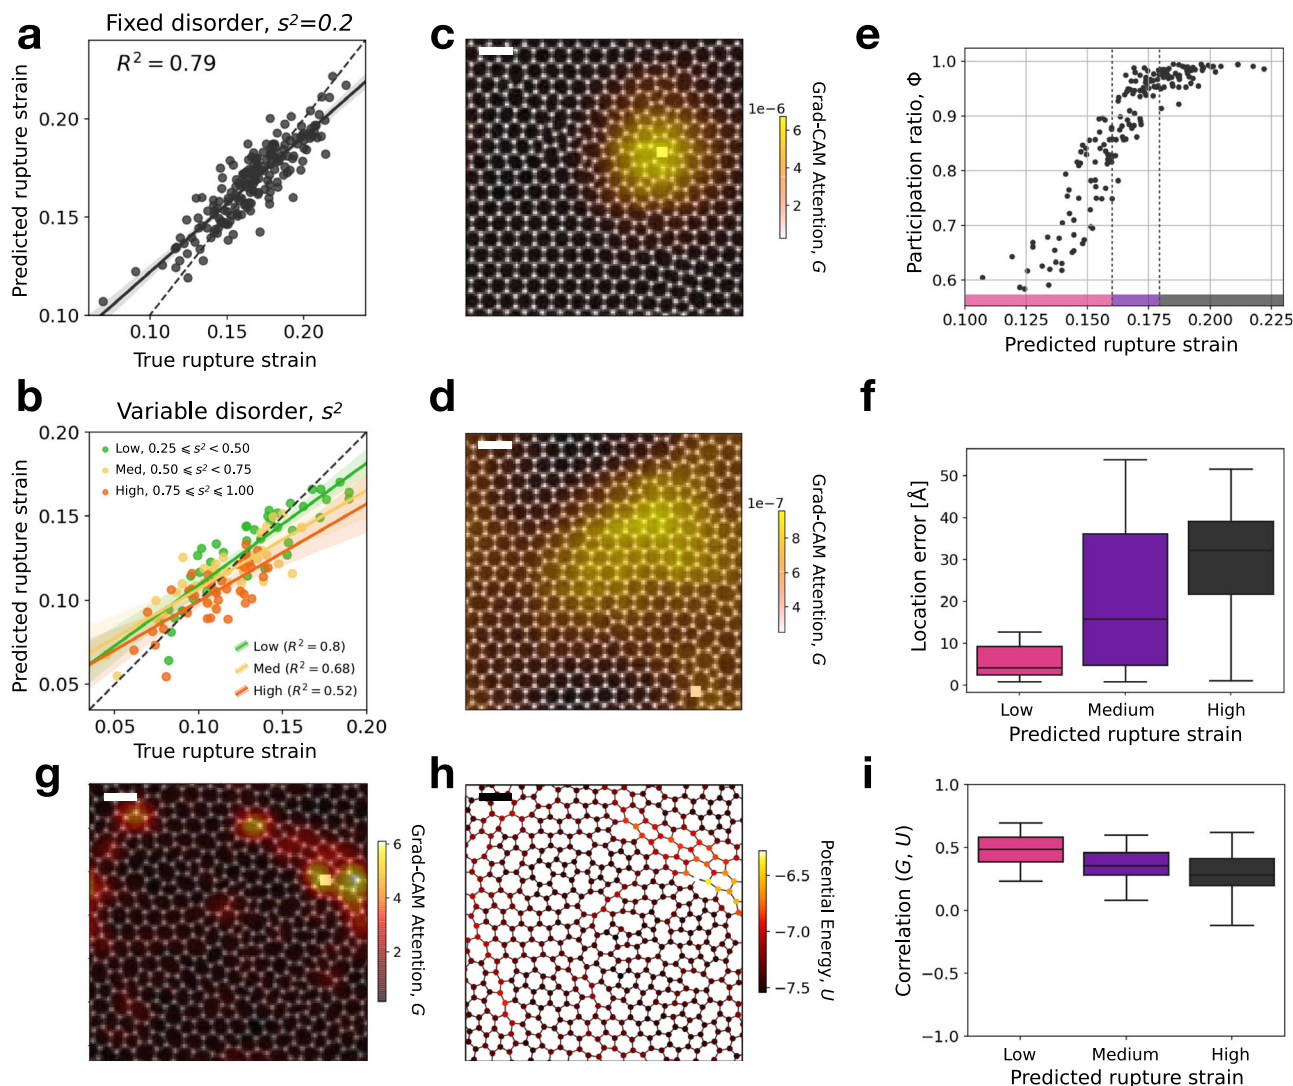 a
Fixed disorder, s²=0.2
R² = 0.79
Predicted rupture strain
0.20
0.15
0.10
0.10
0.15
0.20
True rupture strain
b
Variable disorder, s²
Low, 0.25 ⩽ s² < 0.50
Med, 0.50 ⩽ s² < 0.75
High, 0.75 ⩽ s² ⩽ 1.00
Predicted rupture strain
0.20
0.15
0.10
0.05
Low (R² = 0.8)
Med (R² = 0.68)
High (R² = 0.52)
0.05
0.10
0.15
0.20
True rupture strain
c
1e−6
6
4
2
Grad-CAM Attention, G
d
1e−7
8
6
4
Grad-CAM Attention, G
e
Participation ratio, Φ
1.0
0.9
0.8
0.7
0.6
0.100
0.125
0.150
0.175
0.200
0.225
Predicted rupture strain
f
Location error [Å]
50
40
30
20
10
0
Low
Medium
High
Predicted rupture strain
g
6
4
2
Grad-CAM Attention, G
h
−6.5
−7.0
−7.5
Potential Energy, U
i
Correlation (G, U)
1.0
0.5
0.0
−0.5
−1.0
Low
Medium
High
Predicted rupture strain